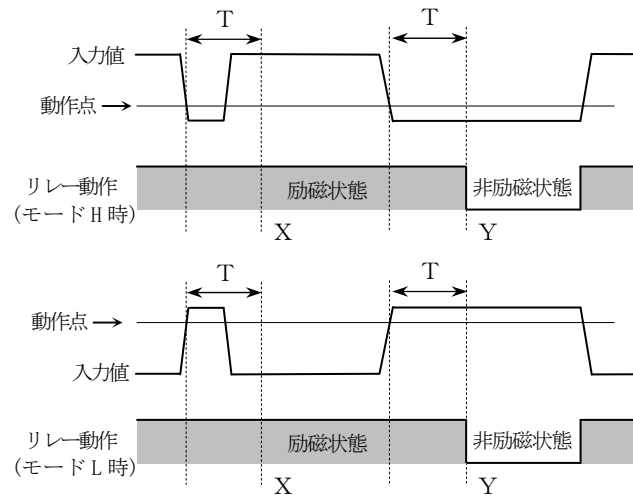 T T
入力値
動作点
リレー動作
(モードH時)
励磁状態 非励磁状態
X Y
T T
動作点
入力値
リレー動作
(モードL時)
励磁状態 非励磁状態
X Y